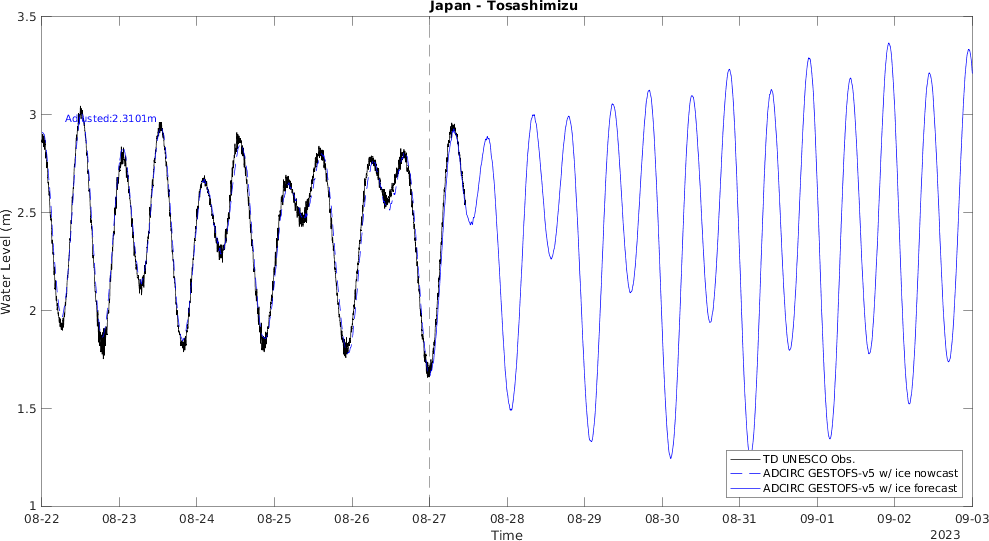 Japan - Tosashimizu
3.5
3
2.5
2
1.5
1
Water Level (m)
Adjusted:2.3101m
TD UNESCO Obs.
ADCIRC GESTOFS-v5 w/ ice nowcast
ADCIRC GESTOFS-v5 w/ ice forecast
08-22 08-23 08-24 08-25 08-26 08-27 08-28 08-29 08-30 08-31 09-01 09-02 09-03
Time
2023